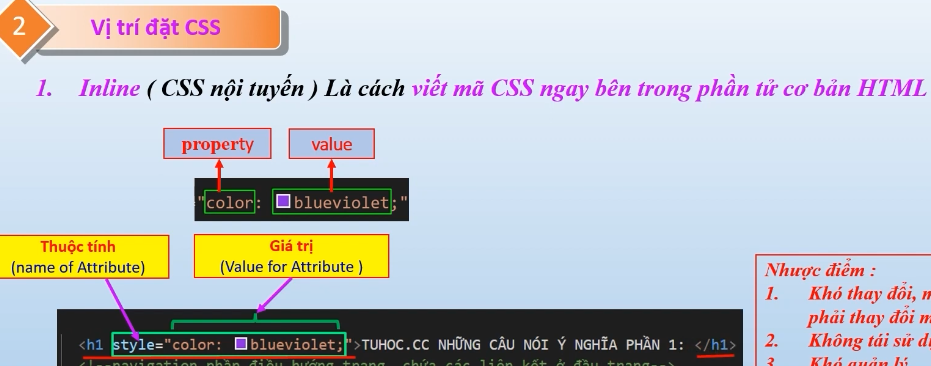 2
Vị trí đặt CSS
1. Inline ( CSS nội tuyến ) Là cách viết mã CSS ngay bên trong phần tử cơ bản HTML
property value
"color: blueviolet;"
Thuộc tính
(name of Attribute)
Giá trị
(Value for Attribute )
<h1 style="color: blueviolet;">TUHOC.CC NHỮNG CÂU NÓI Ý NGHĨA PHẦN 1: </h1>
<!--navigation phần điều hướng trang, chứa các liên kết ở đầu trang-->
Nhược điểm :
1. Khó thay đổi,
phải thay đổi
2. Không tái sử
3. Khó quản lý